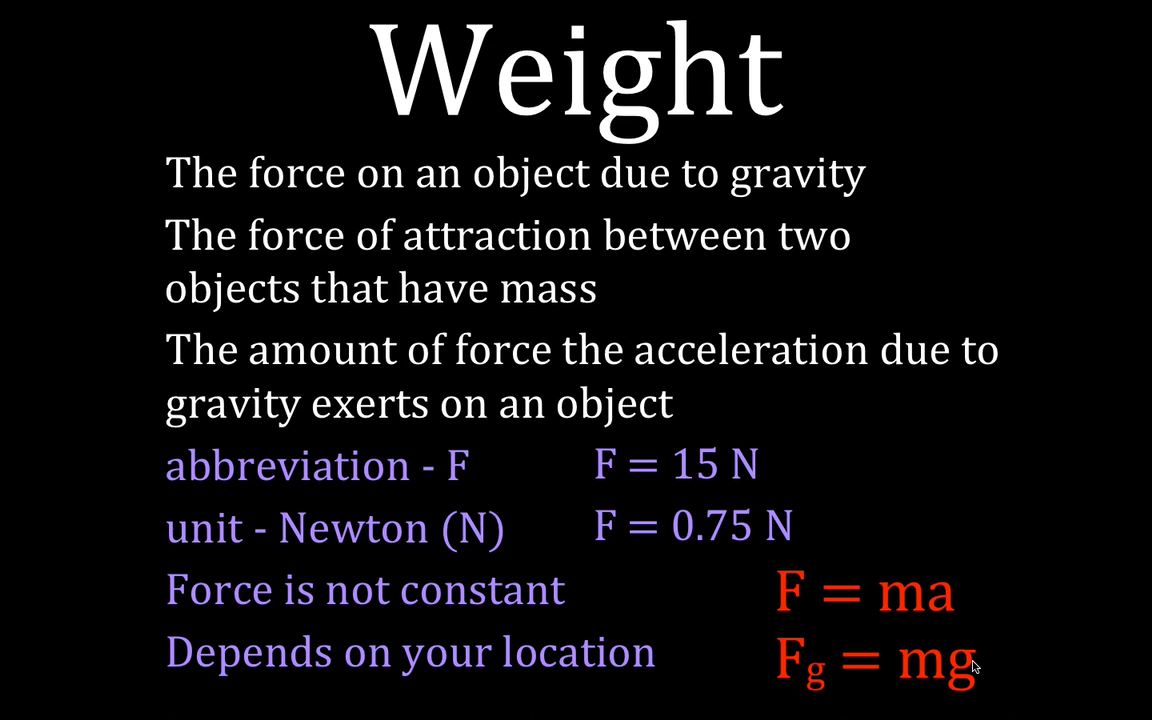 Weight
The force on an object due to gravity
The force of attraction between two
objects that have mass
The amount of force the acceleration due to
gravity exerts on an object
abbreviation - F
F = 15 N
unit - Newton (N)
F = 0.75 N
Force is not constant
F = ma
Depends on your location
Fg = mg